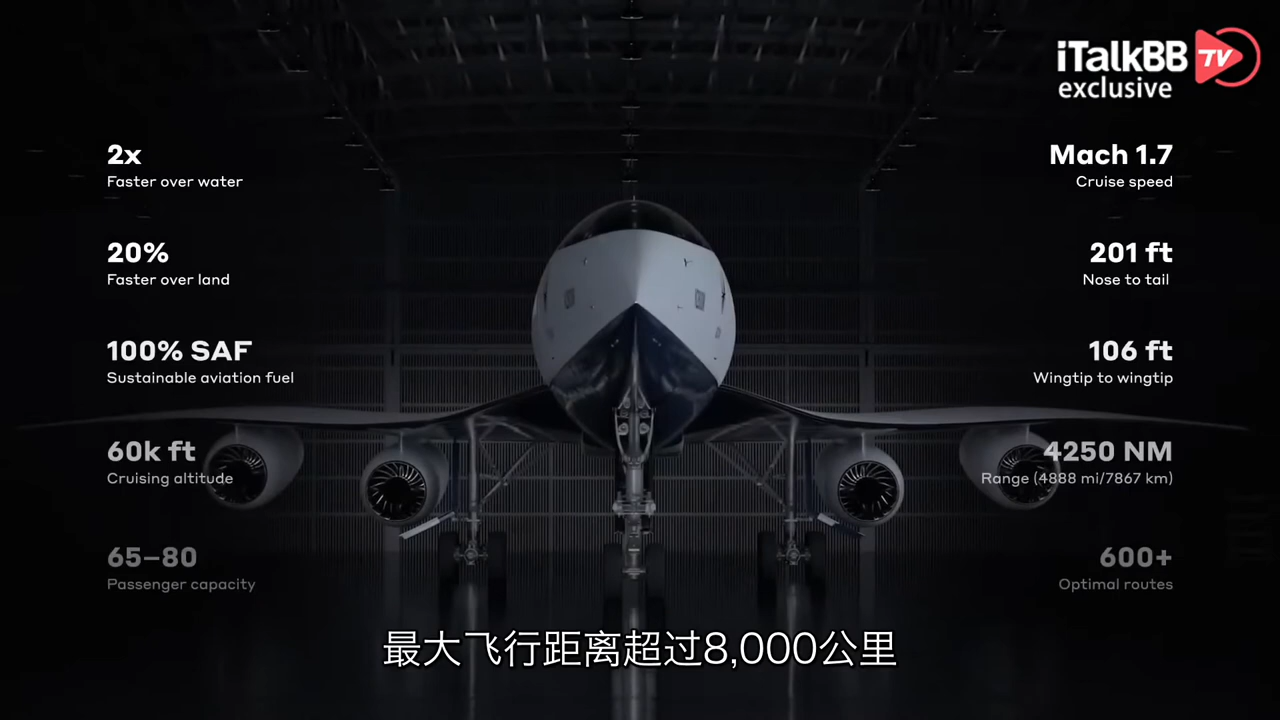 iTalkBB TV
exclusive
2x
Faster over water
20%
Faster over land
100% SAF
Sustainable aviation fuel
60k ft
Cruising altitude
65–80
Passenger capacity
Mach 1.7
Cruise speed
201 ft
Nose to tail
106 ft
Wingtip to wingtip
4250 NM
Range (4888 mi/7867 km)
600+
Optimal routes
最大飞行距离超过8,000公里